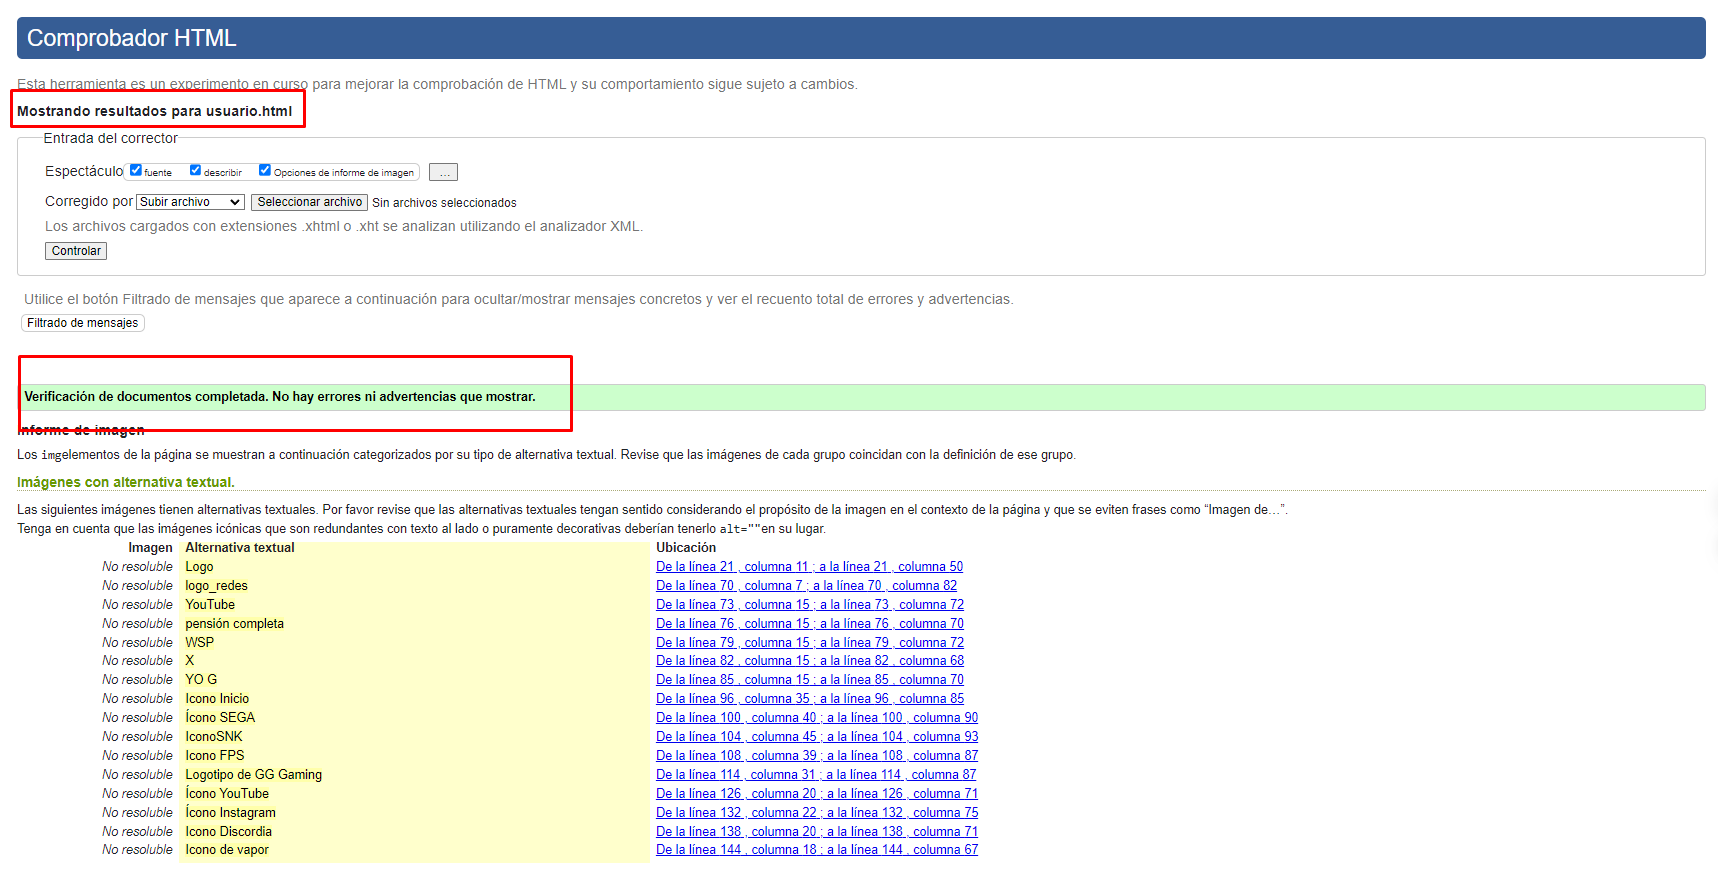 Comprobador HTML
Esta herramienta es un experimento en curso para mejorar la comprobación de HTML y su comportamiento sigue sujeto a cambios.
Mostrando resultados para usuario.html
Entrada del corrector
Espectáculo fuente describir Opciones de informe de imagen ...
Corregido por Subir archivo Seleccionar archivo Sin archivos seleccionados
Los archivos cargados con extensiones .xhtml o .xht se analizan utilizando el analizador XML.
Controlar
Utilice el botón Filtrado de mensajes que aparece a continuación para ocultar/mostrar mensajes concretos y ver el recuento total de errores y advertencias.
Filtrado de mensajes
Verificación de documentos completada. No hay errores ni advertencias que mostrar.
Informe de imagen
Los imgelementos de la página se muestran a continuación categorizados por su tipo de alternativa textual. Revise que las imágenes de cada grupo coincidan con la definición de ese grupo.
Imágenes con alternativa textual.
Las siguientes imágenes tienen alternativas textuales. Por favor revise que las alternativas textuales tengan sentido considerando el propósito de la imagen en el contexto de la página y que se eviten frases como “Imagen de…”.
Tenga en cuenta que las imágenes icónicas que son redundantes con texto al lado o puramente decorativas deberían tenerlo alt=""en su lugar.
Imagen Alternativa textual Ubicación
No resoluble Logo De la línea 21 , columna 11 ; a la línea 21 , columna 50
No resoluble logo_redes De la línea 70 , columna 7 ; a la línea 70 , columna 82
No resoluble YouTube De la línea 73 , columna 15 ; a la línea 73 , columna 72
No resoluble pensión completa De la línea 76 , columna 15 ; a la línea 76 , columna 70
No resoluble WSP De la línea 79 , columna 15 ; a la línea 79 , columna 72
No resoluble X De la línea 82 , columna 15 ; a la línea 82 , columna 68
No resoluble YO G De la línea 85 , columna 15 ; a la línea 85 , columna 70
No resoluble Icono Inicio De la línea 96 , columna 35 ; a la línea 96 , columna 85
No resoluble Ícono SEGA De la línea 100 , columna 40 ; a la línea 100 , columna 90
No resoluble IconoSNK De la línea 104 , columna 45 ; a la línea 104 , columna 93
No resoluble Icono FPS De la línea 108 , columna 39 ; a la línea 108 , columna 87
No resoluble Logotipo de GG Gaming De la línea 114 , columna 31 ; a la línea 114 , columna 87
No resoluble Ícono YouTube De la línea 126 , columna 20 ; a la línea 126 , columna 71
No resoluble Ícono Instagram De la línea 132 , columna 22 ; a la línea 132 , columna 75
No resoluble Icono Discordia De la línea 138 , columna 20 ; a la línea 138 , columna 71
No resoluble Icono de vapor De la línea 144 , columna 18 ; a la línea 144 , columna 67